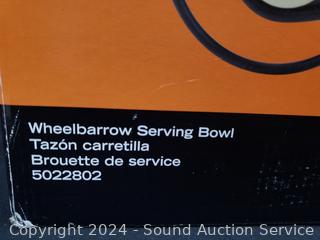 Wheelbarrow Serving Bowl
Tazón carretilla
Brouette de service
5022802
Copyright 2024 - Sound Auction Service